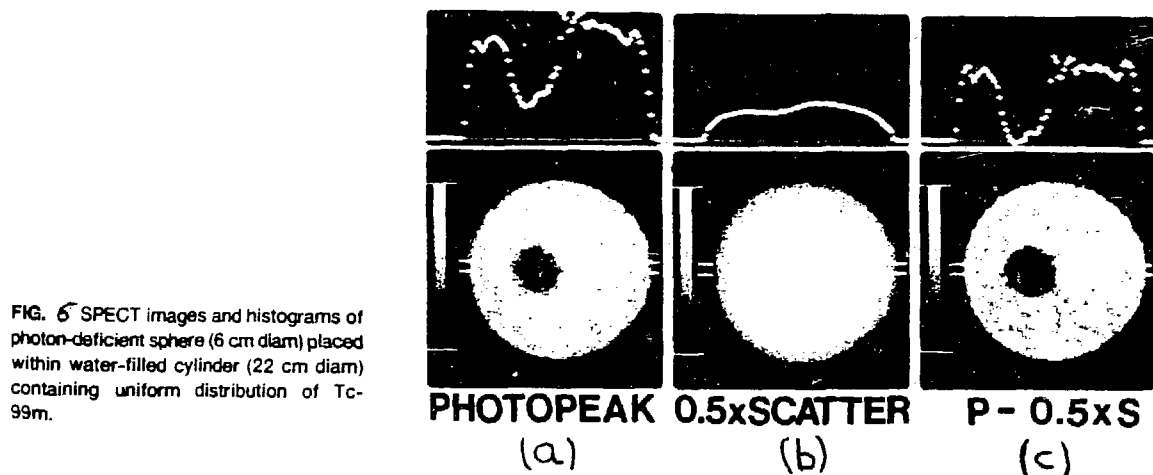 FIG. 6 SPECT images and histograms of
photon-deficient sphere (6 cm diam) placed
within water-filled cylinder (22 cm diam)
containing uniform distribution of Tc-
99m.
PHOTOPEAK 0.5xSCATTER P - 0.5xS
(a) (b) (c)